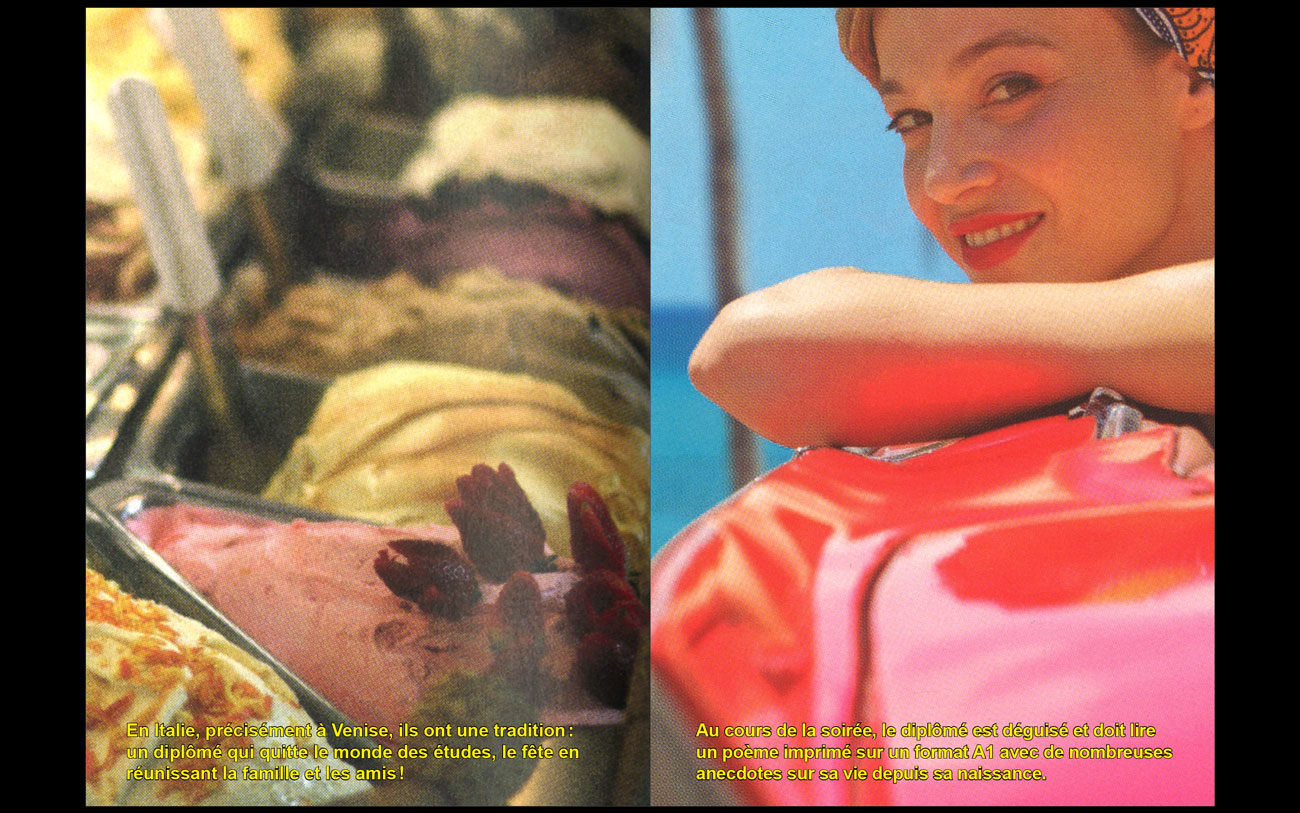 En Italie, précisément à Venise, ils ont une tradition :
un diplômé qui quitte le monde des études, le fête en
réunissant la famille et les amis !
Au cours de la soirée, le diplômé est déguisé et doit lire
un poème imprimé sur un format A1 avec de nombreuses
anecdotes sur sa vie depuis sa naissance.